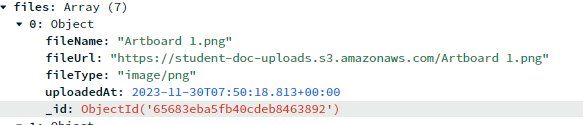 files: Array (7)
0: Object
fileName: "Artboard 1.png"
fileUrl: "https://student-doc-uploads.s3.amazonaws.com/Artboard 1.png"
fileType: "image/png"
uploadedAt: 2023-11-30T07:50:18.813+00:00
_id: ObjectId('65683eba5fb40cdeb8463892')
1: Object